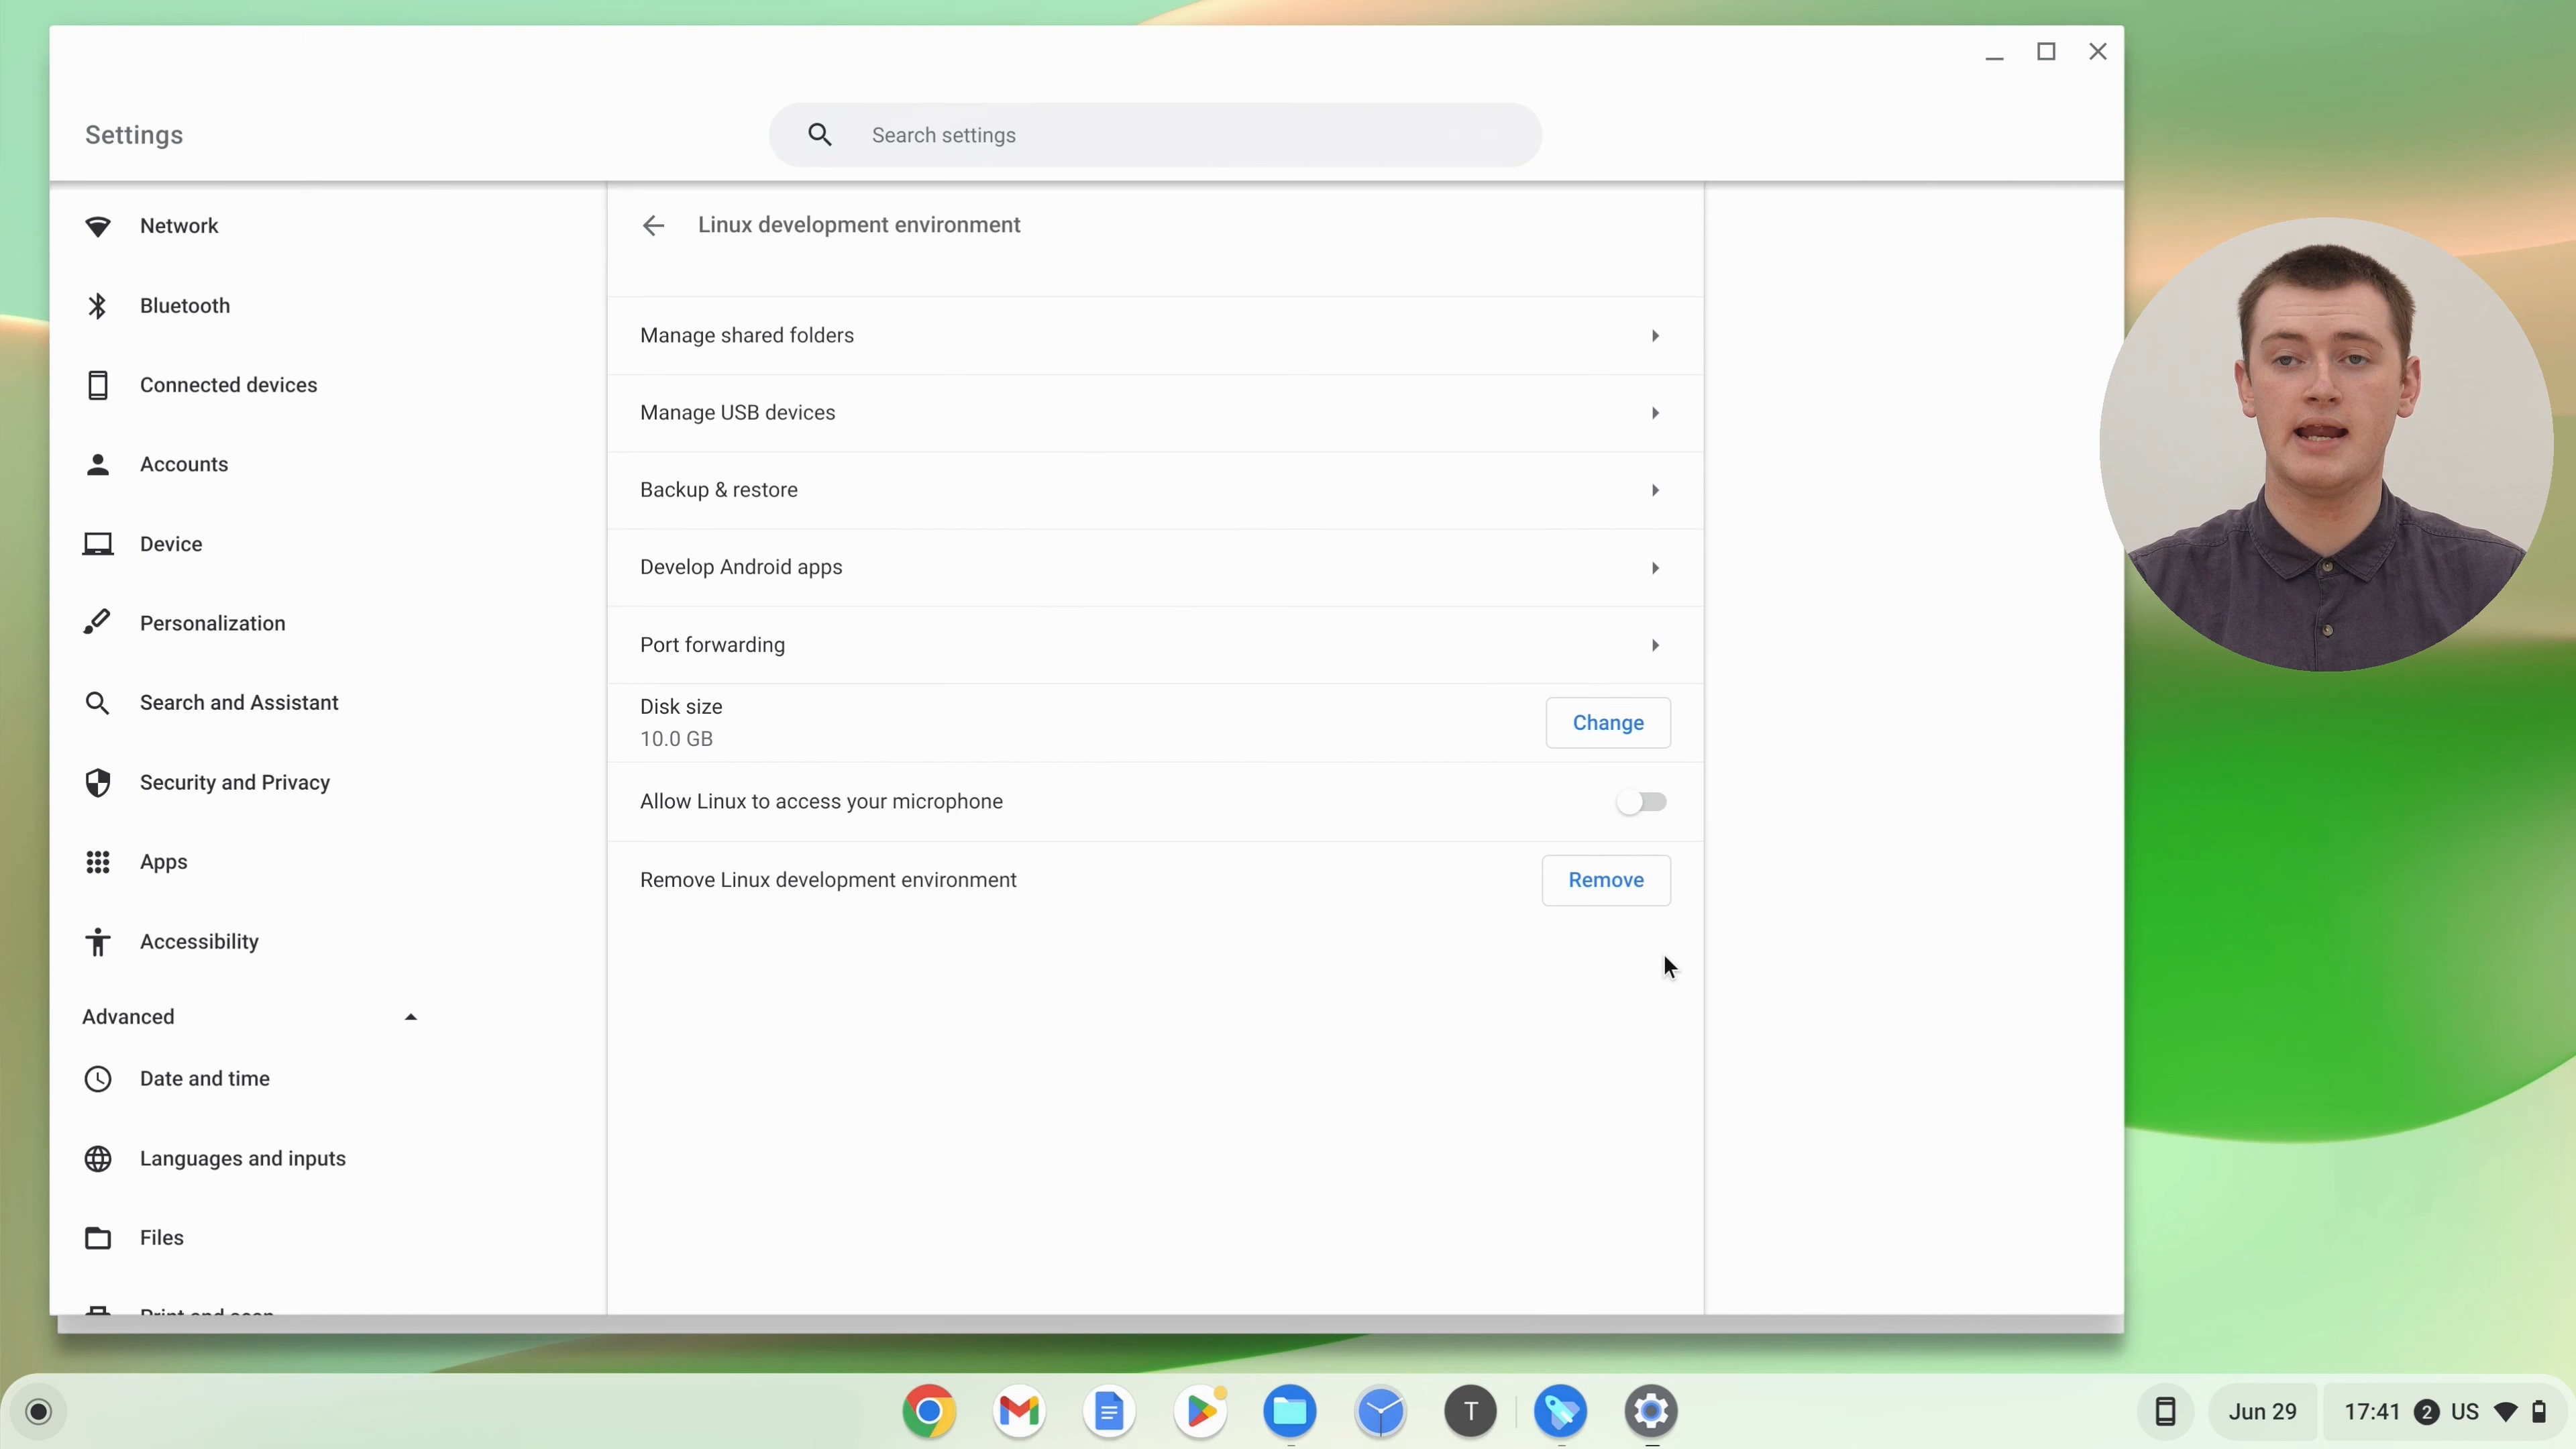 Settings
Search settings
Network
Bluetooth
Connected devices
Accounts
Device
Personalization
Search and Assistant
Security and Privacy
Apps
Accessibility
Advanced
Date and time
Languages and inputs
Files
Print and scan
Linux development environment
Manage shared folders
Manage USB devices
Backup & restore
Develop Android apps
Port forwarding
Disk size
10.0 GB
Change
Allow Linux to access your microphone
Remove Linux development environment
Remove
T
Jun 29
17:41 2 US